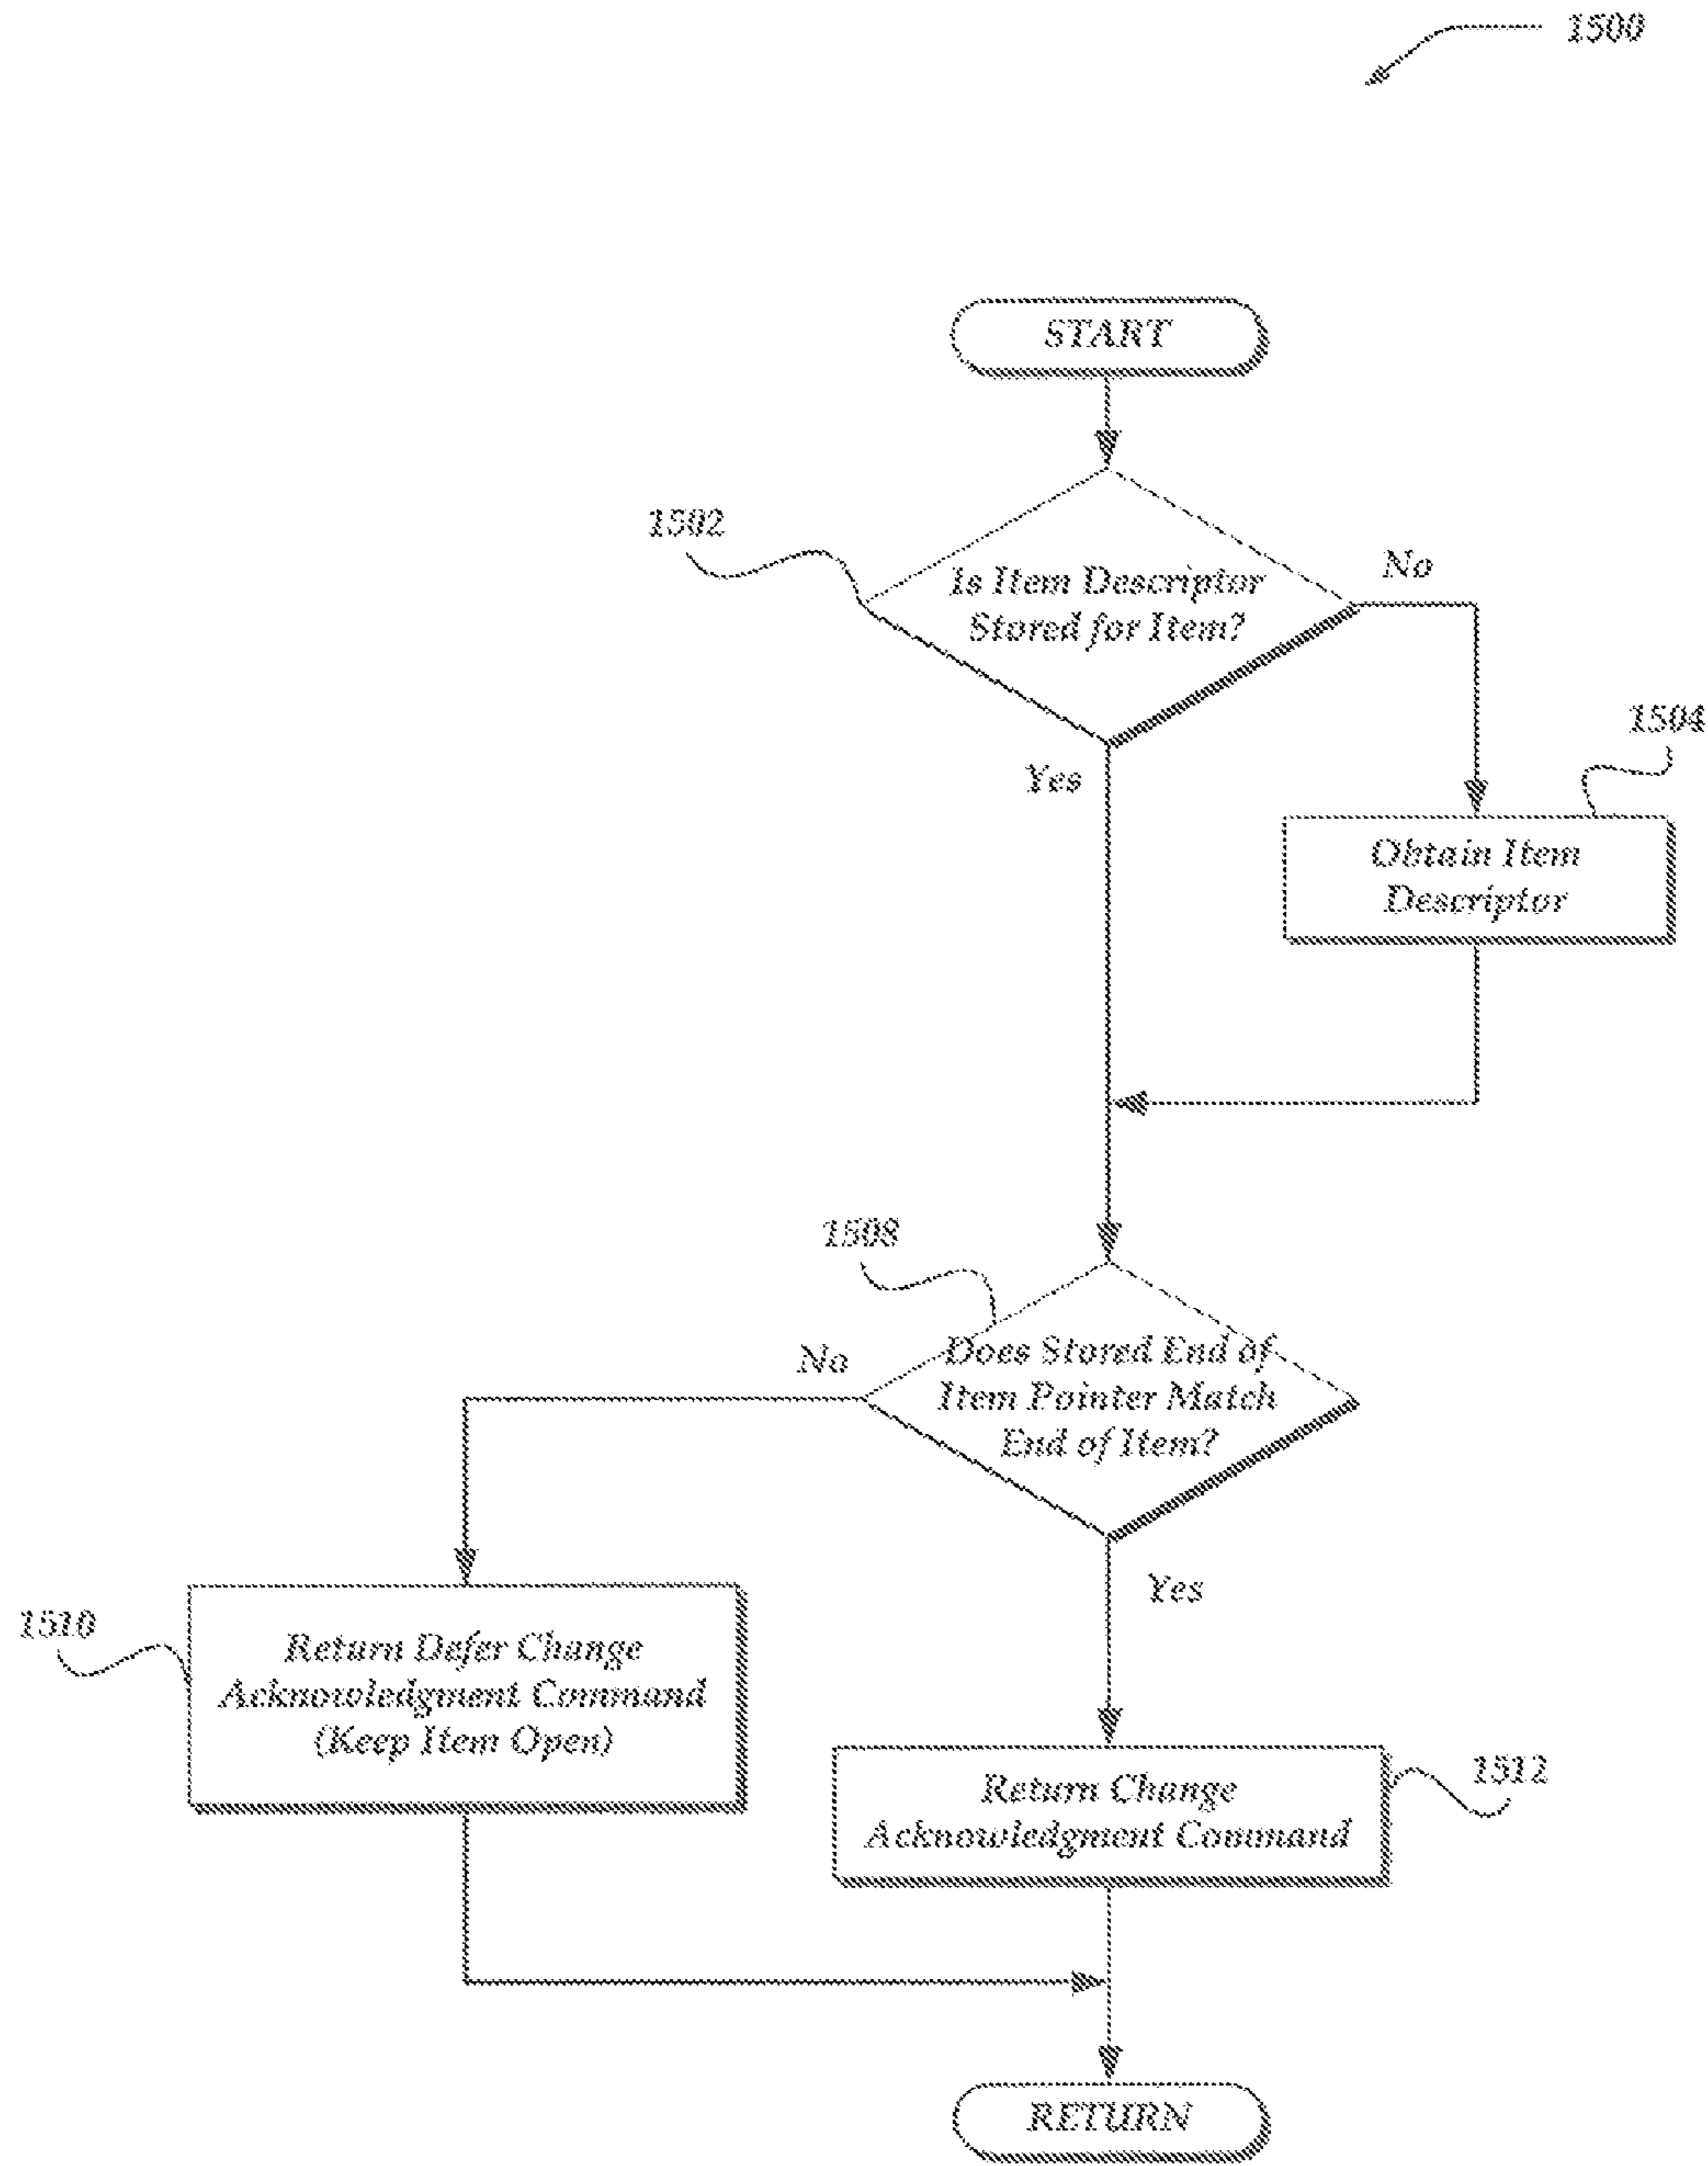 1500
START
1502
Is Item Descriptor
Stored for Item?
No
1504
Yes
Obtain Item
Descriptor
1508
Does Stored End of
Item Pointer Match
End of Item?
No
Yes
1510
Return Defer Change
Acknowledgment Command
(Keep Item Open)
1512
Return Change
Acknowledgment Command
RETURN